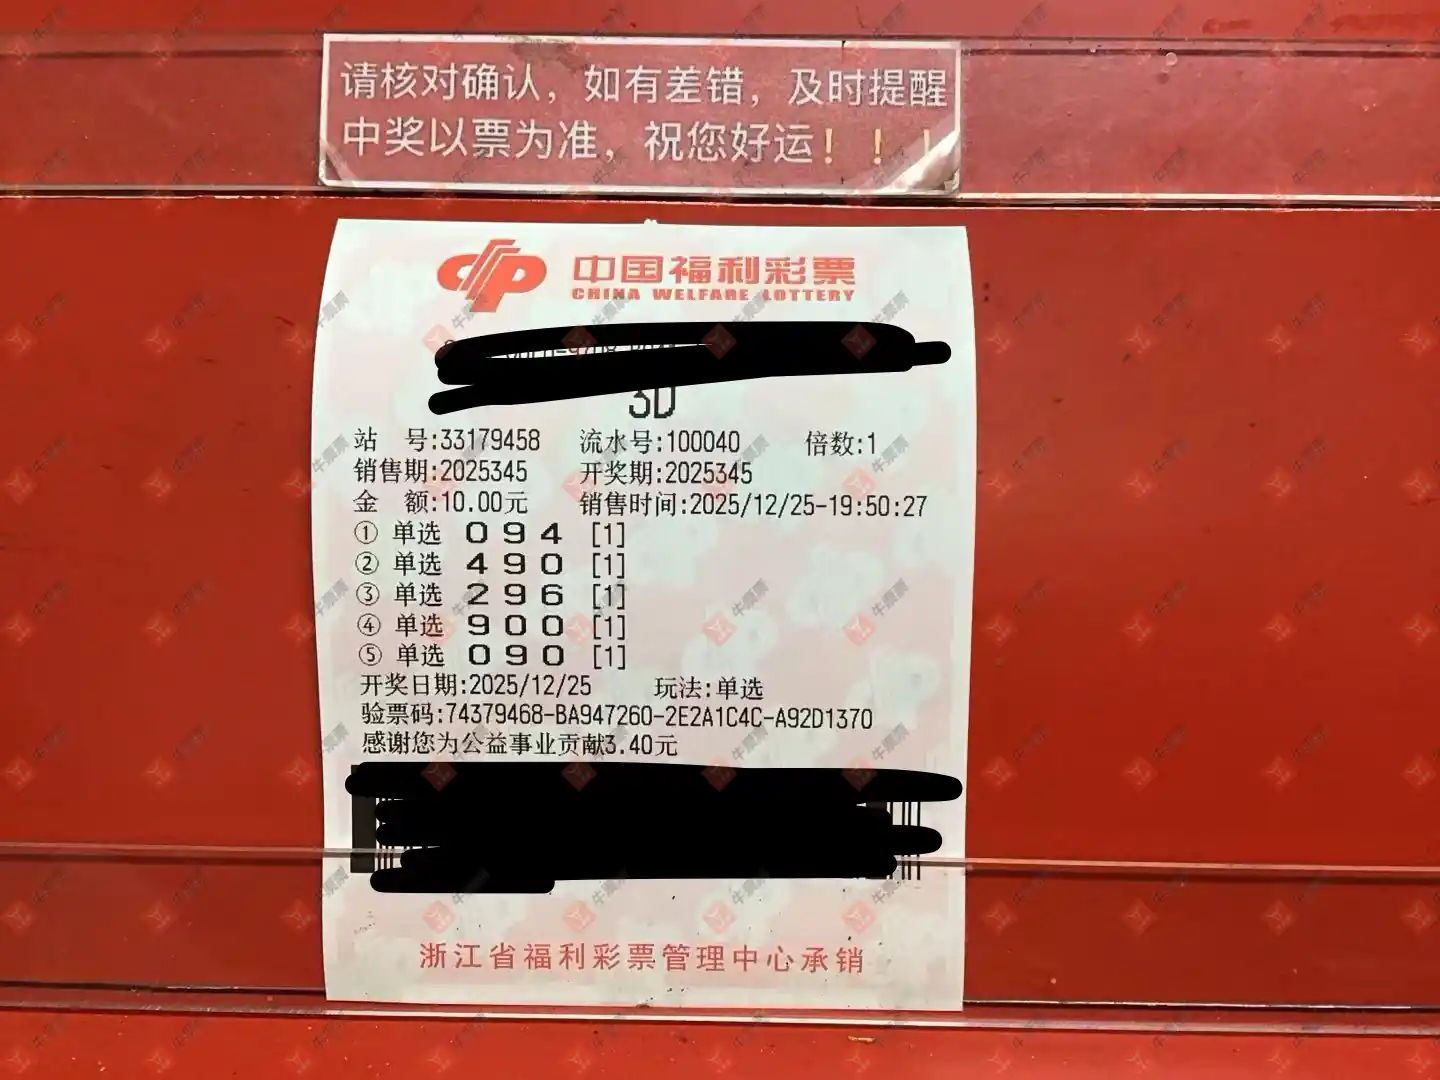 请核对确认，如有差错，及时提醒
中奖以票为准，祝您好运！！！
中国福利彩票
CHINA WELFARE LOTTERY
3D
站 号:33179458 流水号:100040 倍数:1
销售期:2025345 开奖期:2025345
金 额:10.00元 销售时间:2025/12/25-19:50:27
① 单选 0 9 4 [1]
② 单选 4 9 0 [1]
③ 单选 2 9 6 [1]
④ 单选 9 0 0 [1]
⑤ 单选 0 9 0 [1]
开奖日期:2025/12/25 玩法:单选
验票码:74379468-BA947260-2E2A1C4C-A92D1370
感谢您为公益事业贡献3.40元
浙江省福利彩票管理中心承销
牛票票